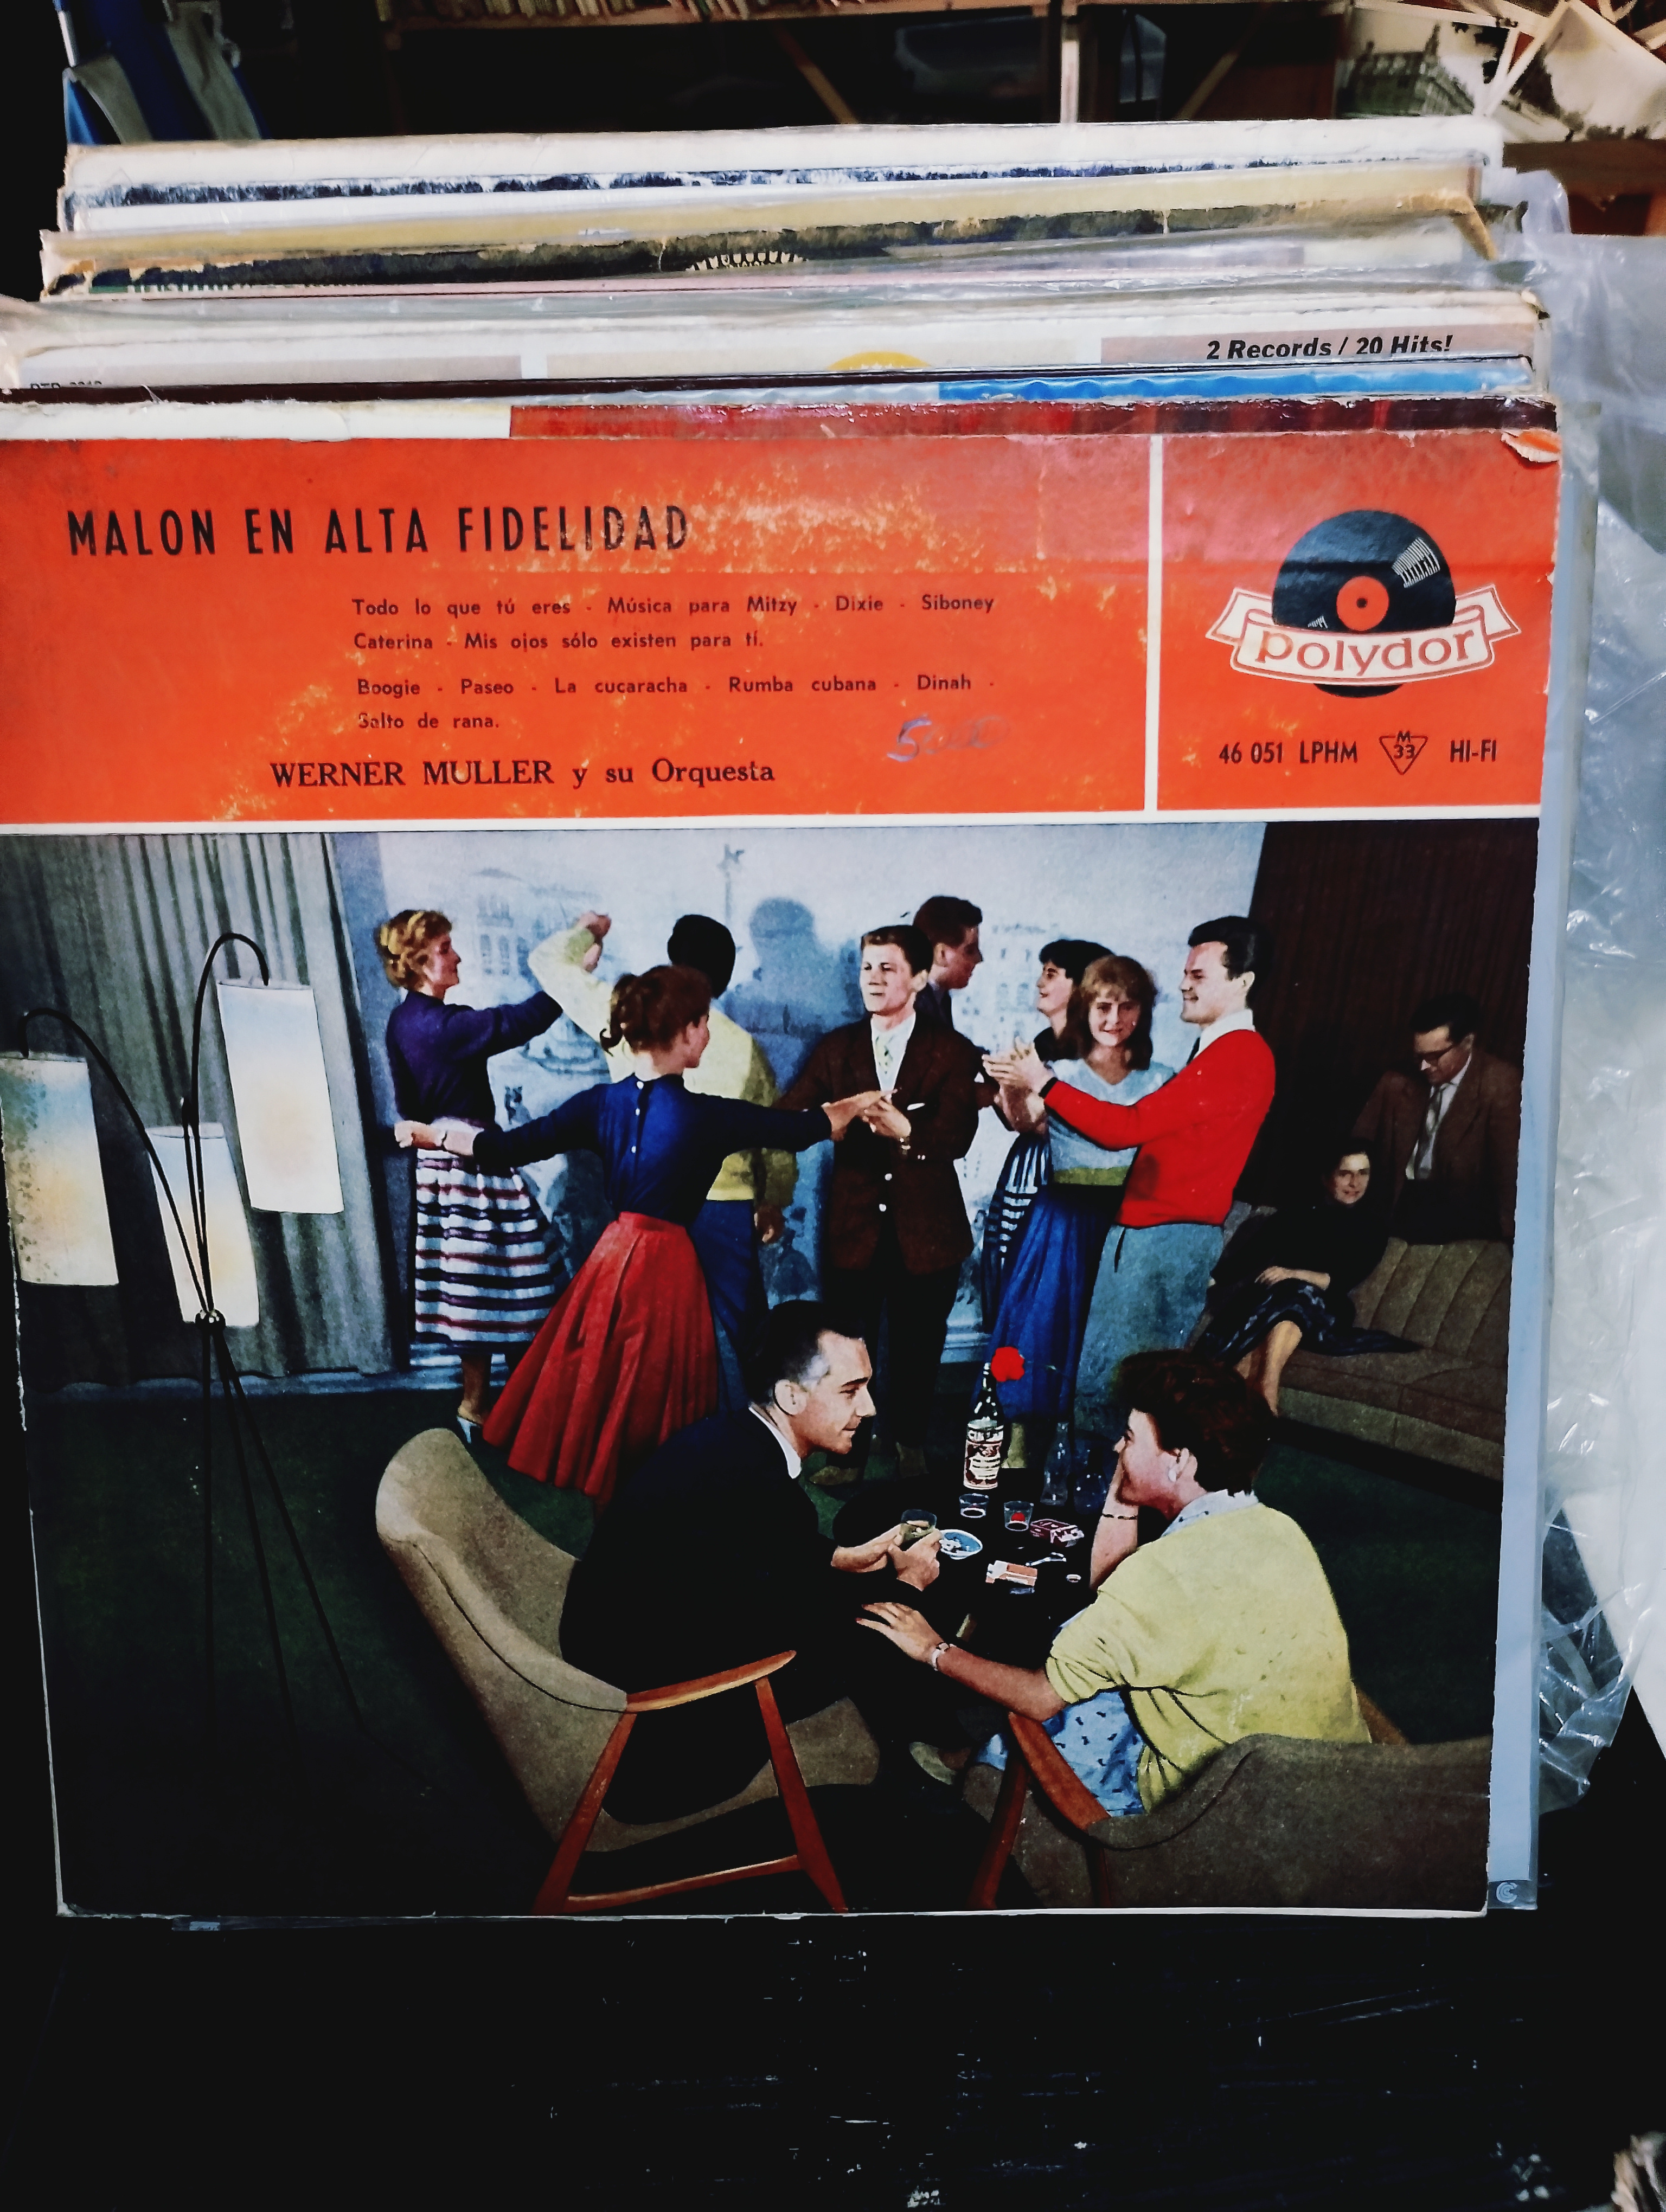 2 Records / 20 Hits!
MALON EN ALTA FIDELIDAD
Todo lo que tú eres - Música para Mitzy - Dixie - Siboney
Caterina - Mis ojos sólo existen para tí.
Boogie - Paseo - La cucaracha - Rumba cubana - Dinah -
Salto de rana.
WERNER MULLER y su Orquesta
polydor
46 051 LPHM M 33 HI-FI